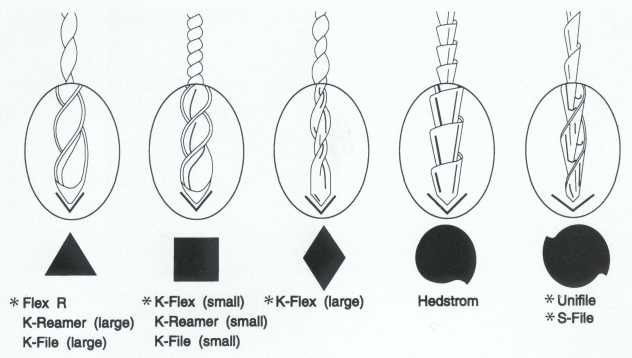 * Flex R
K-Reamer (large)
K-File (large)
* K-Flex (small)
K-Reamer (small)
K-File (small)
* K-Flex (large)
Hedstrom
* Unifile
* S-File